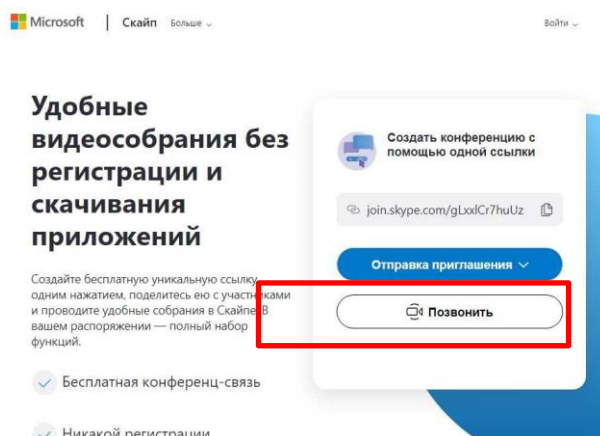 Microsoft | Скайп Больше
Войти
Удобные
видеособрания без
регистрации и
скачивания
приложений
Создайте бесплатную уникальную ссылку
одним нажатием, поделитесь ею с участниками
и проводите удобные собрания в Скайпе. В
вашем распоряжении — полный набор
функций.
Бесплатная конференц-связь
Никакой регистрации
Создать конференцию с
помощью одной ссылки
join.skype.com/gLxxlCr7huUz
Отправка приглашения
Позвонить